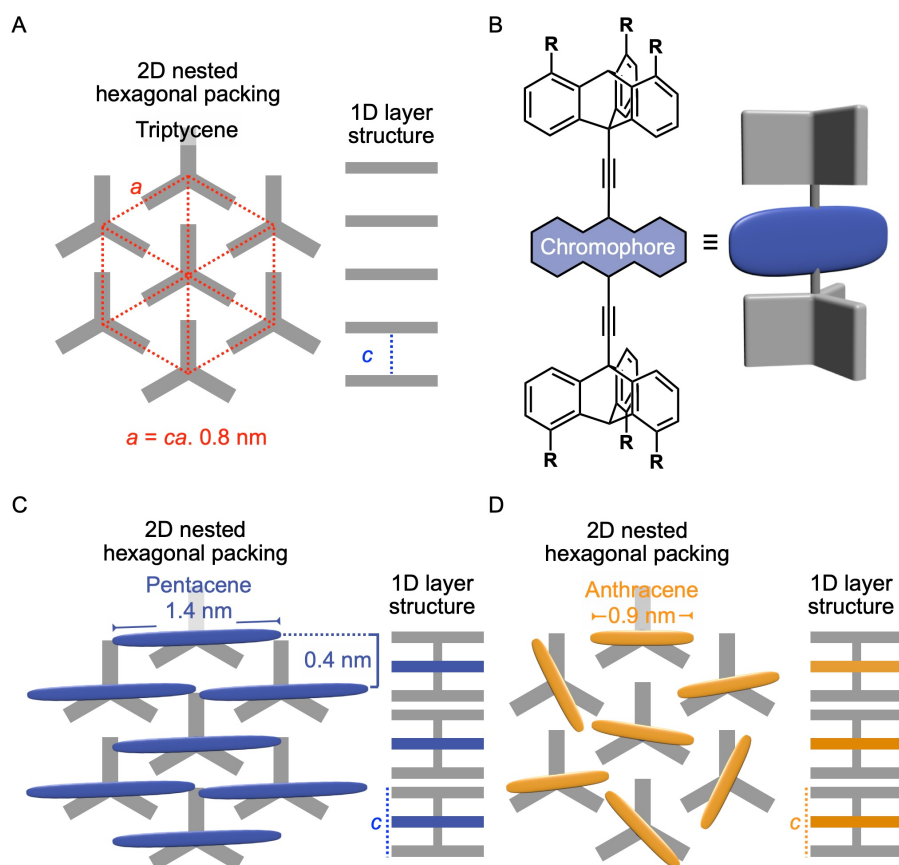 A
2D nested
hexagonal packing
Triptycene
1D layer
structure
a
c
a = ca. 0.8 nm
B
R
R
R
Chromophore
≡
R
R
R
C
2D nested
hexagonal packing
Pentacene
1.4 nm
0.4 nm
1D layer
structure
c
D
2D nested
hexagonal packing
Anthracene
0.9 nm
1D layer
structure
c